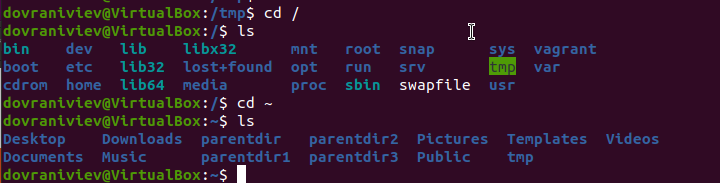 dovraniviev@VirtualBox:/tmp$ cd /
dovraniviev@VirtualBox:/$ ls
bin dev lib libx32 mnt root snap sys vagrant
boot etc lib32 lost+found opt run srv tmp var
cdrom home lib64 media proc sbin swapfile usr
dovraniviev@VirtualBox:/$ cd ~
dovraniviev@VirtualBox:~$ ls
Desktop Downloads parentdir parentdir2 Pictures Templates Videos
Documents Music parentdir1 parentdir3 Public tmp
dovraniviev@VirtualBox:~$